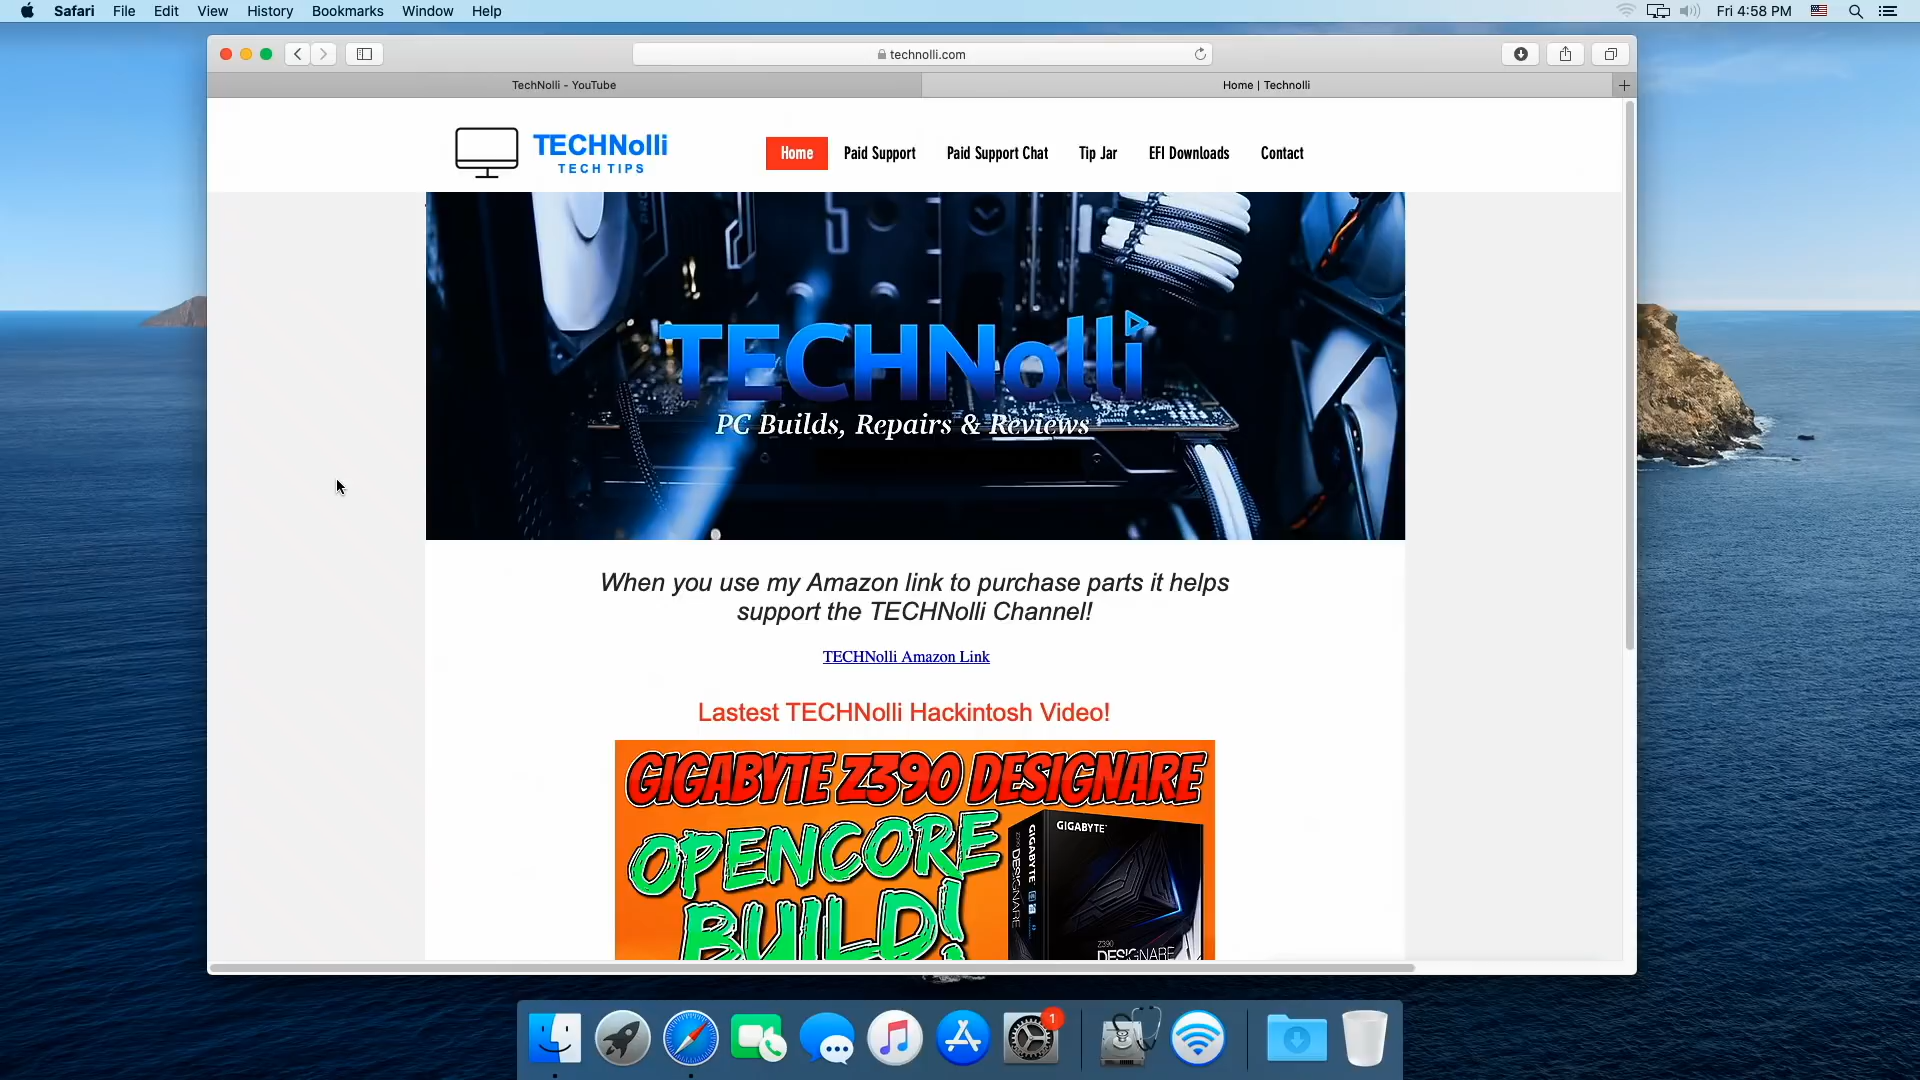 Safari File Edit View History Bookmarks Window Help
Fri 4:58 PM
technolli.com
TechNolli - YouTube
Home | Technolli
TECHNolli
TECH TIPS
Home Paid Support Paid Support Chat Tip Jar EFI Downloads Contact
TECHNolli
PC Builds, Repairs & Reviews
When you use my Amazon link to purchase parts it helps
support the TECHNolli Channel!
TECHNolli Amazon Link
Lastest TECHNolli Hackintosh Video!
GIGABYTE Z390 DESIGNARE
OPENCORE
BUILD!
GIGABYTE
GIGABYTE
DESIGNARE
Z390
DESIGNARE
1